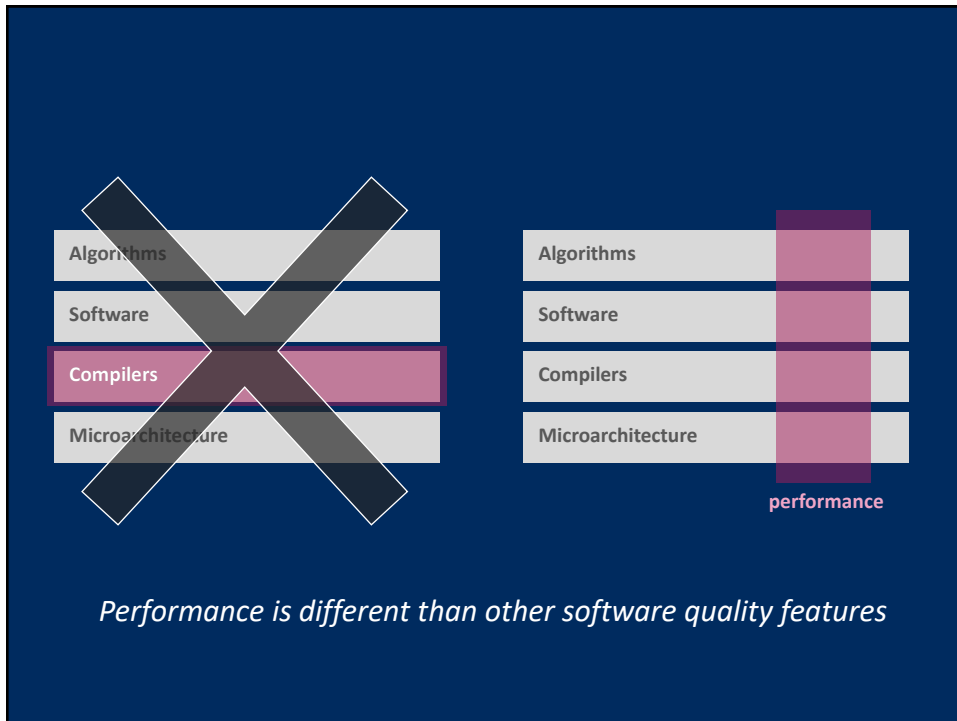 Algorithms
Software
Compilers
Microarchitecture
Algorithms
Software
Compilers
Microarchitecture
performance
Performance is different than other software quality features